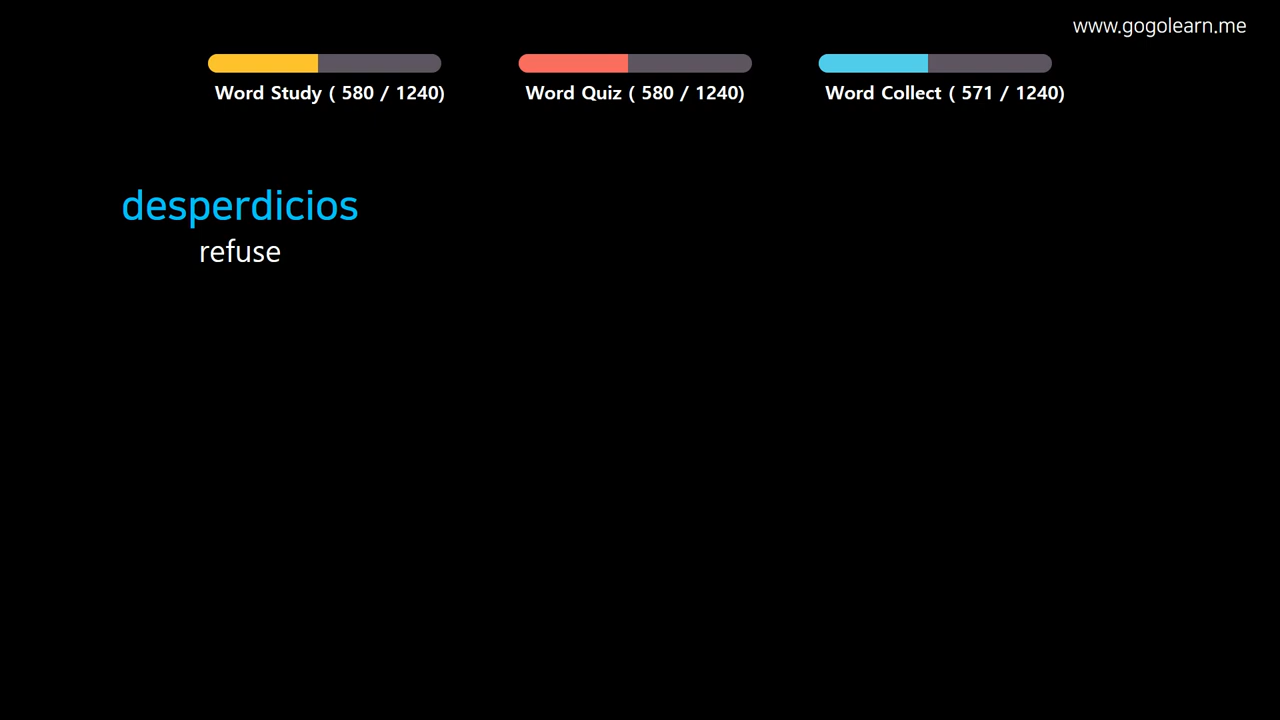 www.gogolearn.me
Word Study ( 580 / 1240)
Word Quiz ( 580 / 1240)
Word Collect ( 571 / 1240)
desperdicios
refuse